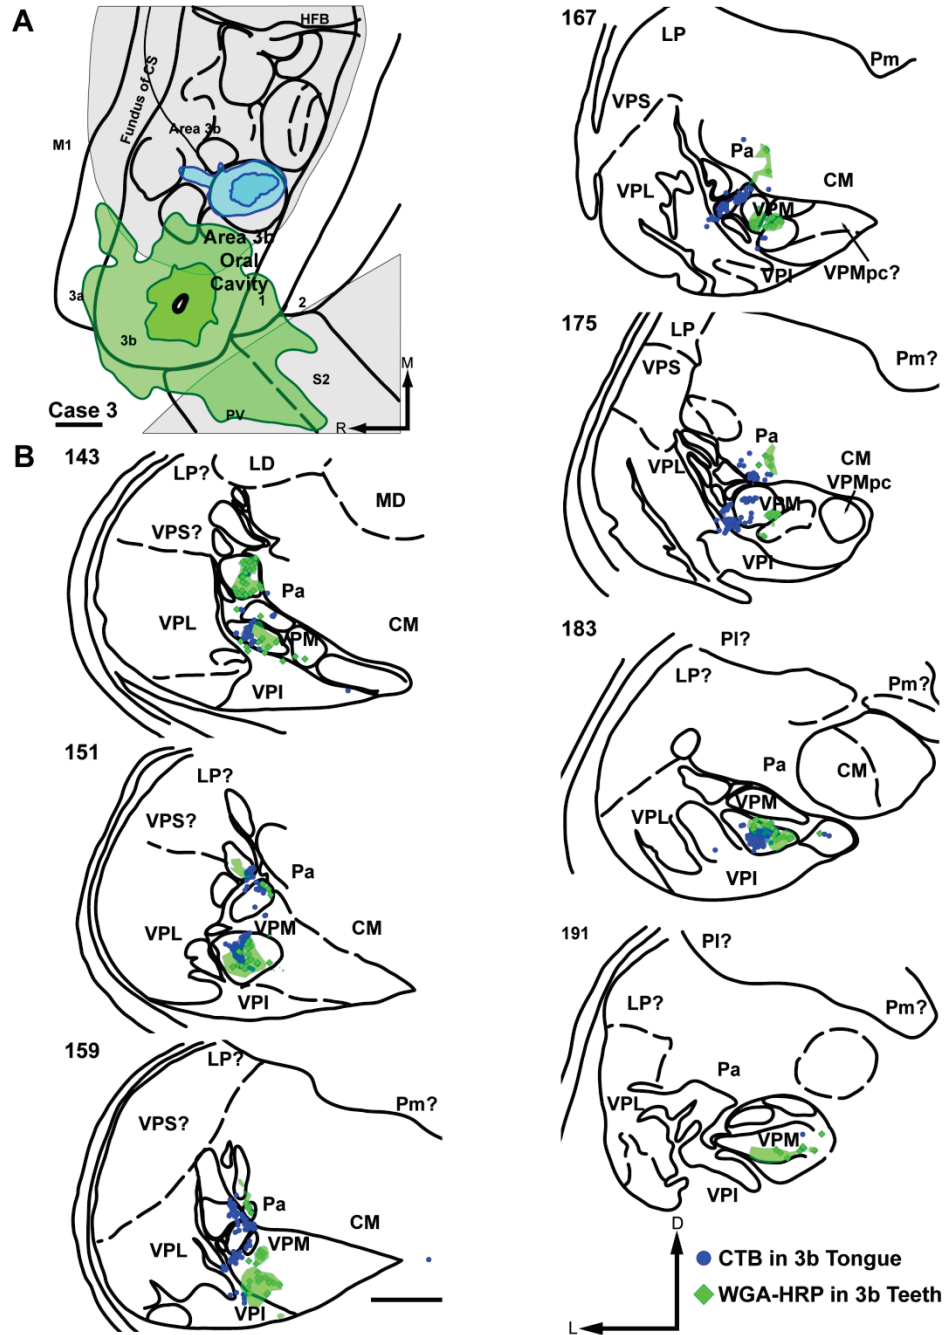 A
HFB
Fundus of CS
M1
Area 3b
Area 3b
Oral
Cavity
3a
1
2
3b
S2
M
PV
R
Case 3
B
143
LP?
LD
MD
VPS?
Pa
VPL
VPM
CM
VPI
151
LP?
VPS?
Pa
VPL
VPM
CM
VPI
159
LP?
Pm?
VPS?
Pa
CM
VPL
VPM
VPI
167
LP
Pm
VPS
Pa
VPL
CM
VPM
VPI
VPMpc?
175
LP
VPS
Pm?
Pa
VPL
CM
VPMpc
VPM
VPI
183
PI?
LP?
Pm?
Pa
CM
VPM
VPL
VPI
191
PI?
LP?
Pm?
Pa
VPL
VPM
VPI
D
L
CTB in 3b Tongue
WGA-HRP in 3b Teeth